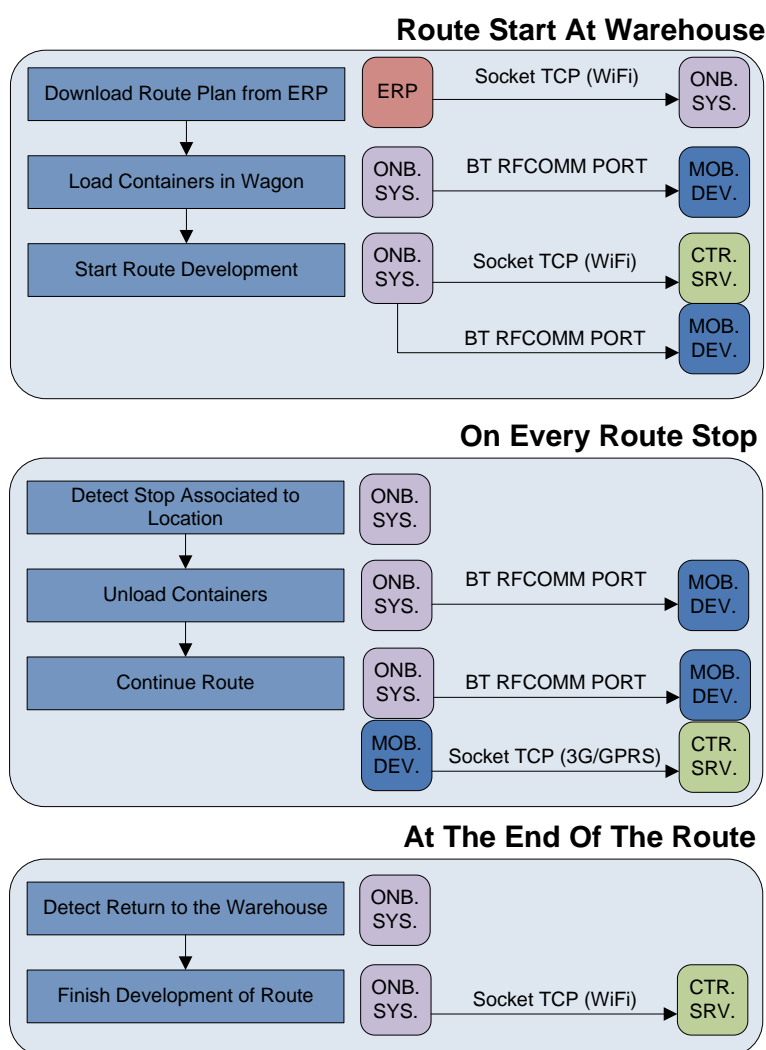 Route Start At Warehouse
Download Route Plan from ERP
ERP
Socket TCP (WiFi)
ONB.
SYS.
Load Containers in Wagon
ONB.
SYS.
BT RFCOMM PORT
MOB.
DEV.
Start Route Development
ONB.
SYS.
Socket TCP (WiFi)
CTR.
SRV.
BT RFCOMM PORT
MOB.
DEV.
On Every Route Stop
Detect Stop Associated to
Location
ONB.
SYS.
Unload Containers
ONB.
SYS.
BT RFCOMM PORT
MOB.
DEV.
Continue Route
ONB.
SYS.
BT RFCOMM PORT
MOB.
DEV.
MOB.
DEV.
Socket TCP (3G/GPRS)
CTR.
SRV.
At The End Of The Route
Detect Return to the Warehouse
ONB.
SYS.
Finish Development of Route
ONB.
SYS.
Socket TCP (WiFi)
CTR.
SRV.